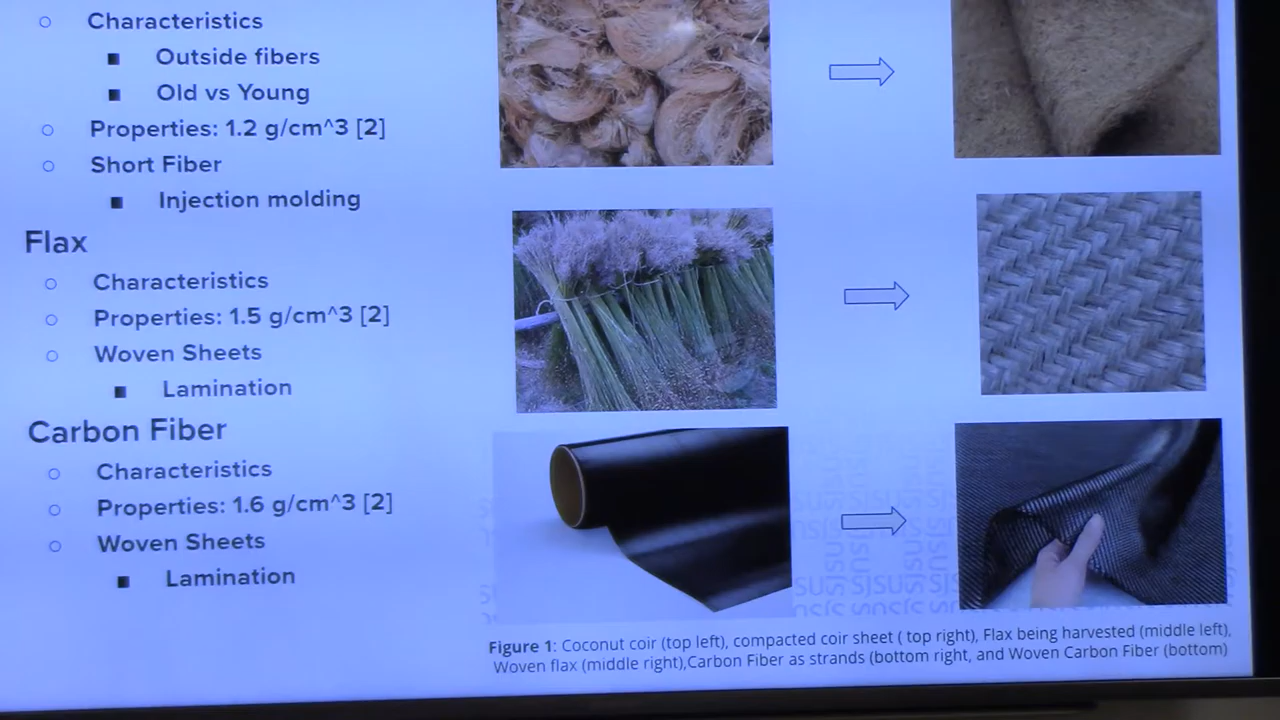 Characteristics
Outside fibers
Old vs Young
Properties: 1.2 g/cm^3 [2]
Short Fiber
Injection molding
Flax
Characteristics
Properties: 1.5 g/cm^3 [2]
Woven Sheets
Lamination
Carbon Fiber
Characteristics
Properties: 1.6 g/cm^3 [2]
Woven Sheets
Lamination
Figure 1: Coconut coir (top left), compacted coir sheet ( top right), Flax being harvested (middle left),
Woven flax (middle right),Carbon Fiber as strands (bottom right, and Woven Carbon Fiber (bottom)